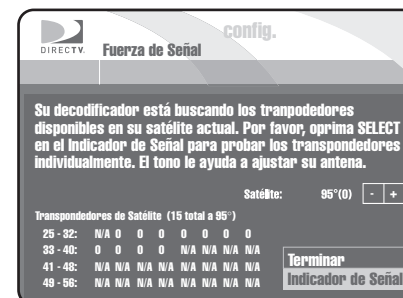 config.
DIRECTV.
Fuerza de Señal
Su decodificador está buscando los tranpodedores
disponibles en su satélite actual. Por favor, oprima SELECT
en el Indicador de Señal para probar los transpondedores
individualmente. El tono le ayuda a ajustar su antena.
Satélite: 95°(0) - +
Transpondedores de Satélite (15 total a 95°)
25 - 32: N/A 0 0 0 0 0 0 0
33 - 40: 0 0 0 0 N/A N/A N/A N/A
41 - 48: N/A N/A N/A N/A N/A N/A N/A N/A
49 - 56: N/A N/A N/A N/A N/A N/A N/A N/A
Terminar
Indicador de Señal